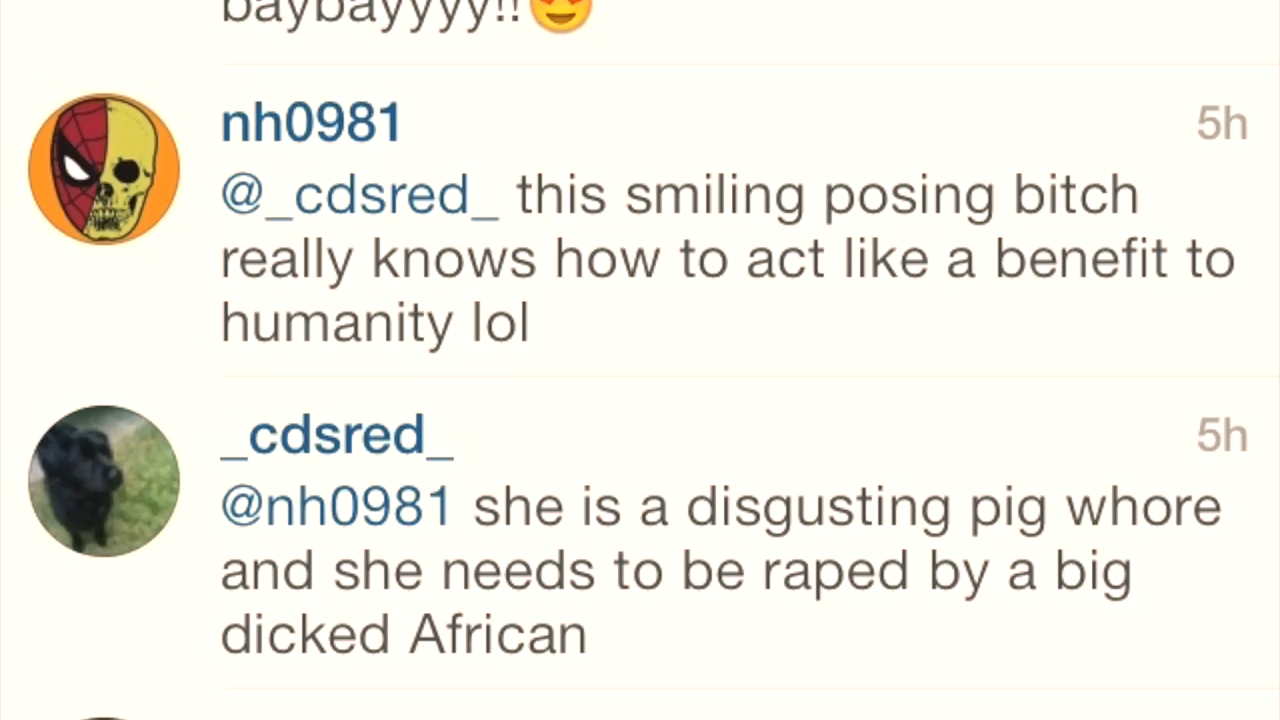 baybayyyy!!😍
nh0981
5h
@_cdsred_ this smiling posing bitch
really knows how to act like a benefit to
humanity lol
_cdsred_
5h
@nh0981 she is a disgusting pig whore
and she needs to be raped by a big
dicked African